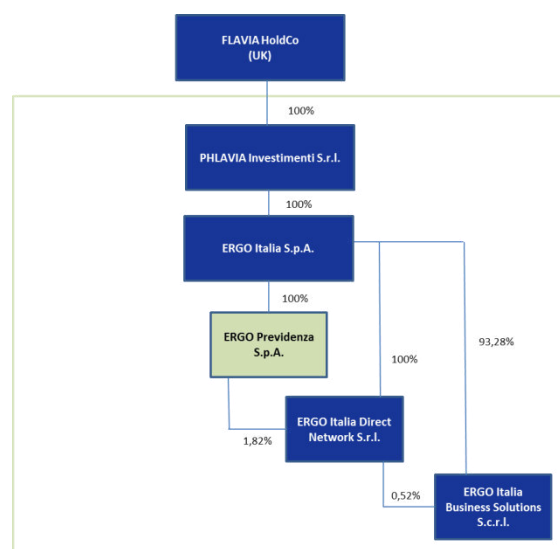 FLAVIA HoldCo
(UK)
100%
PHLAVIA Investimenti S.r.l.
100%
ERGO Italia S.p.A.
100%
ERGO Previdenza
S.p.A.
100%
93,28%
ERGO Italia Direct
Network S.r.l.
1,82%
0,52%
ERGO Italia
Business Solutions
S.c.r.l.